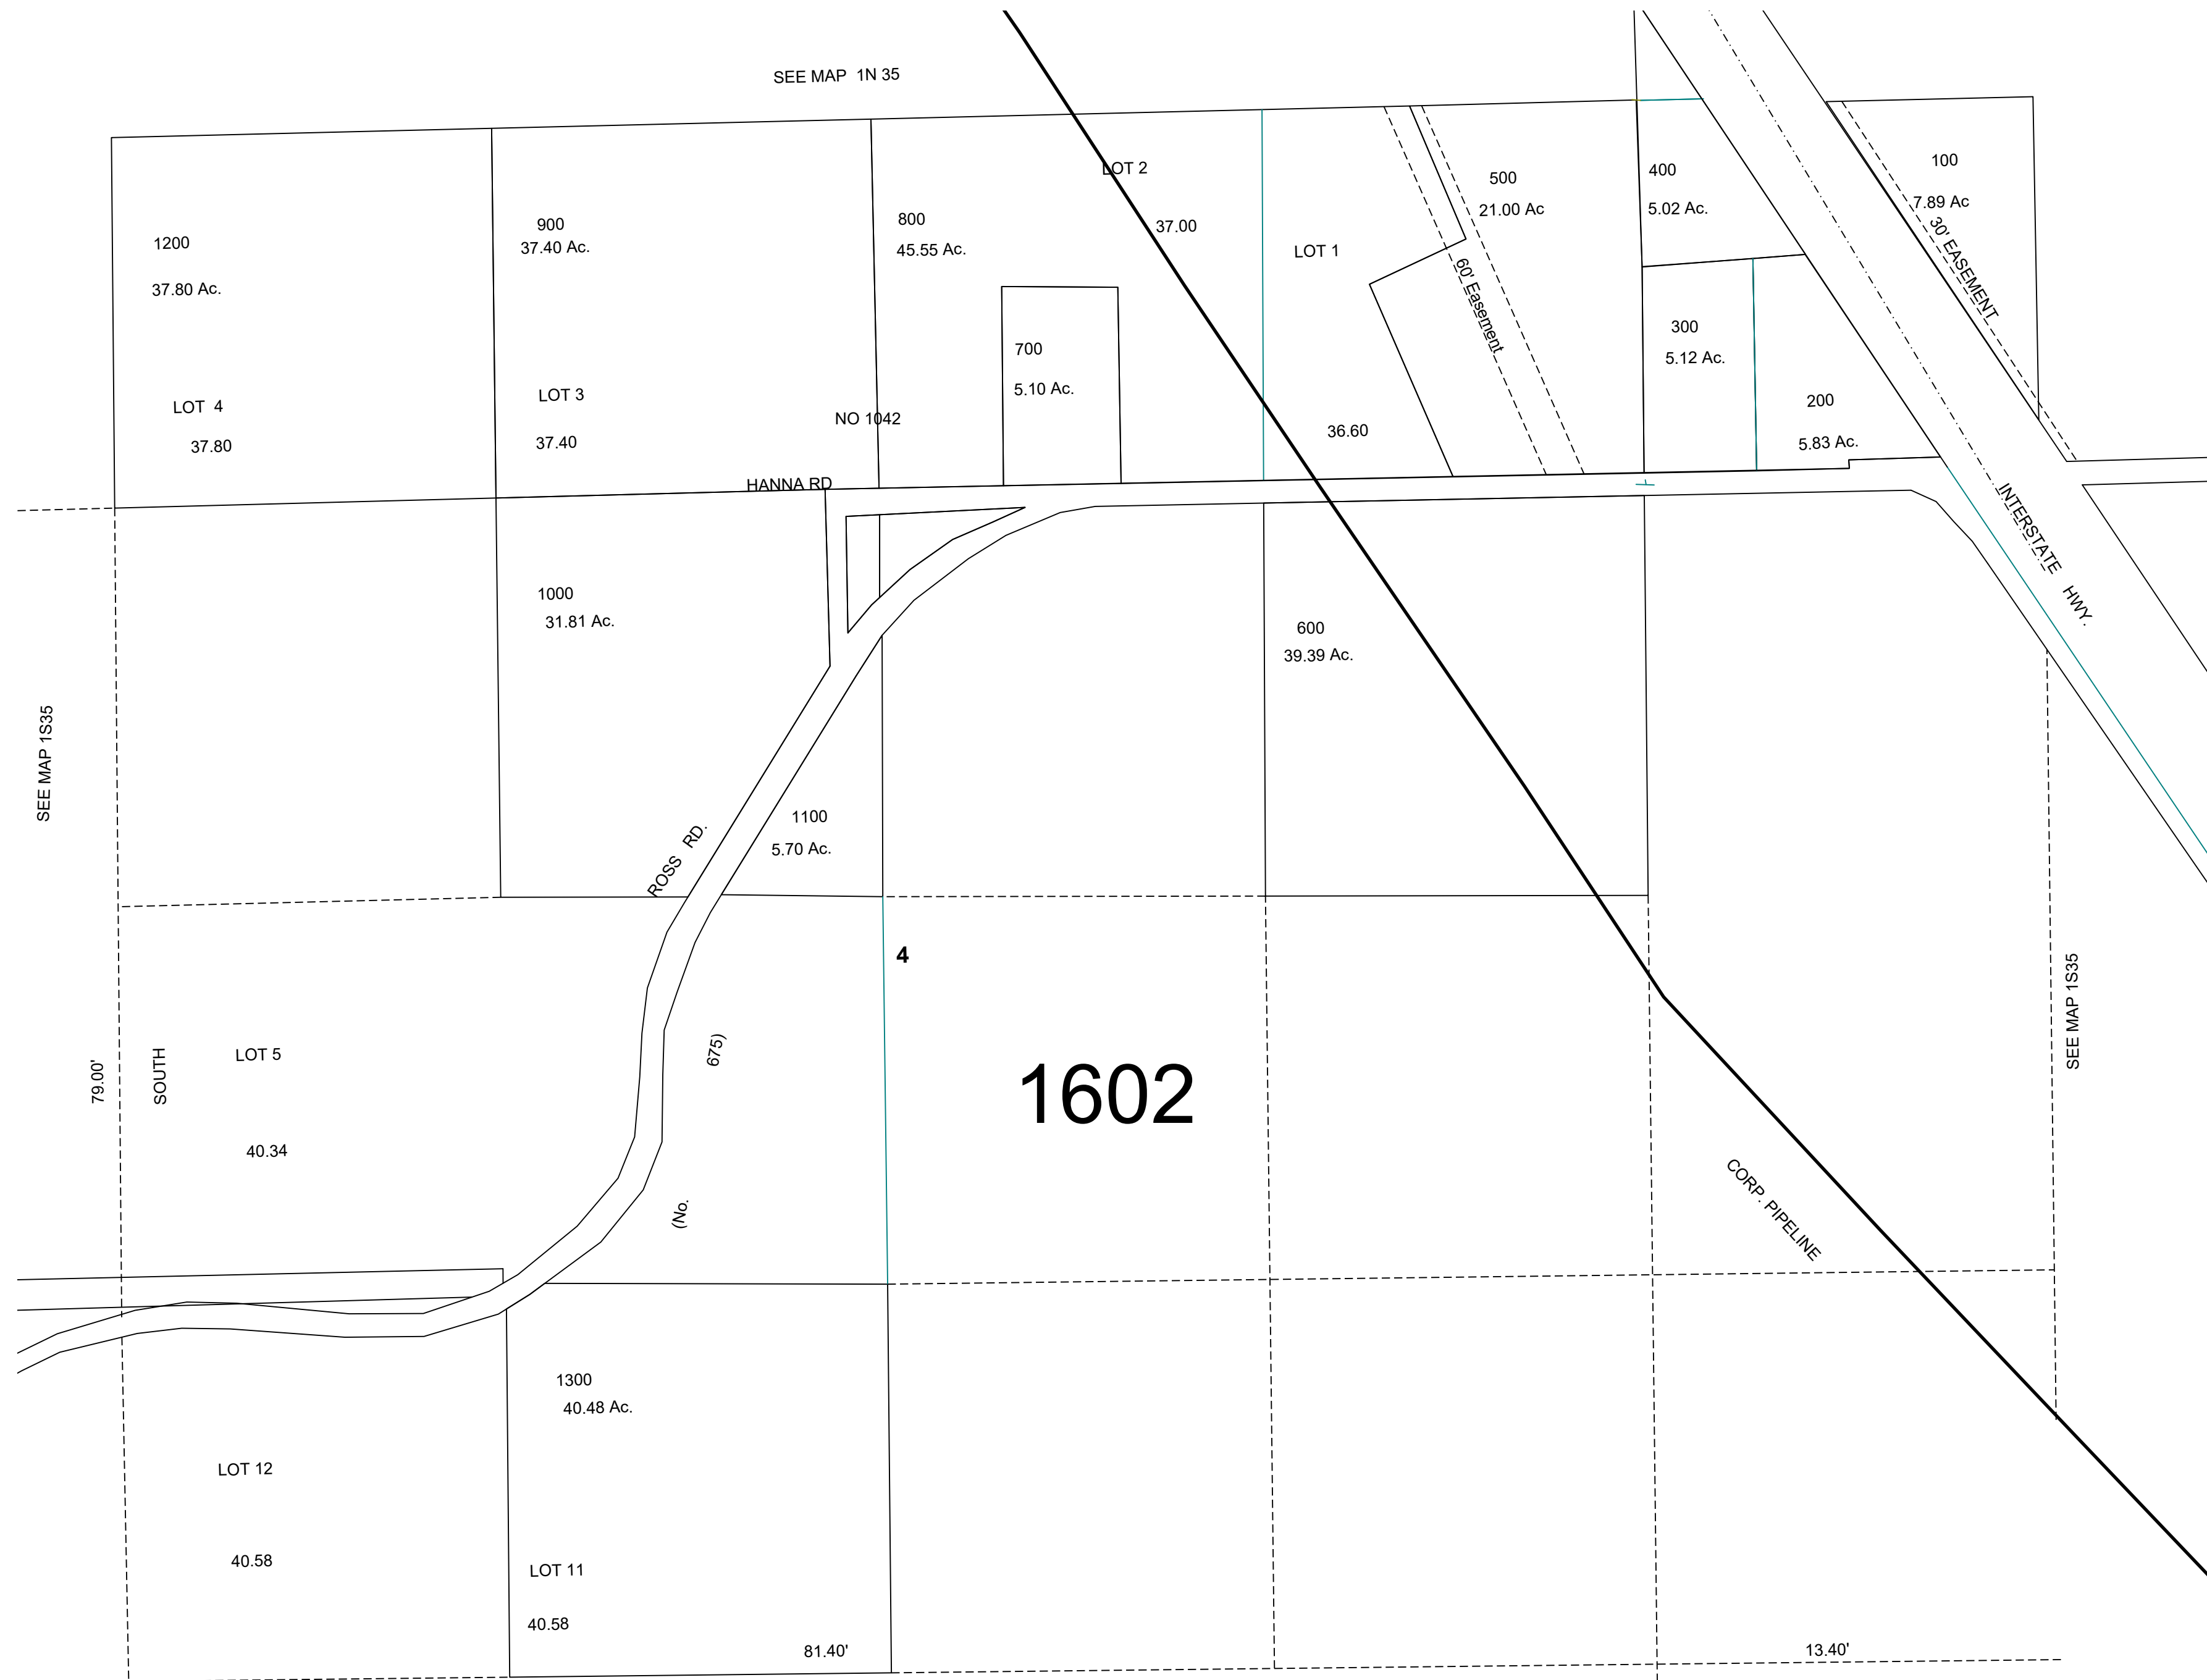 SEE MAP 1N 35
LOT 2
100
500
400
7.89 Ac
21.00 Ac
5.02 Ac.
800
900
37.00
30' EASEMENT
1200
37.40 Ac.
45.55 Ac.
LOT 1
37.80 Ac.
60' Easement
300
700
5.12 Ac.
5.10 Ac.
LOT 3
LOT 4
200
NO 1042
36.60
37.80
37.40
5.83 Ac.
HANNA RD
INTERSTATE HWY.
1000
31.81 Ac.
600
39.39 Ac.
SEE MAP 1S35
1100
5.70 Ac.
ROSS RD.
4
SEE MAP 1S35
675)
LOT 5
79.00'
SOUTH
1602
40.34
(No.
CORP. PIPELINE
1300
40.48 Ac.
LOT 12
40.58
LOT 11
40.58
81.40'
13.40'